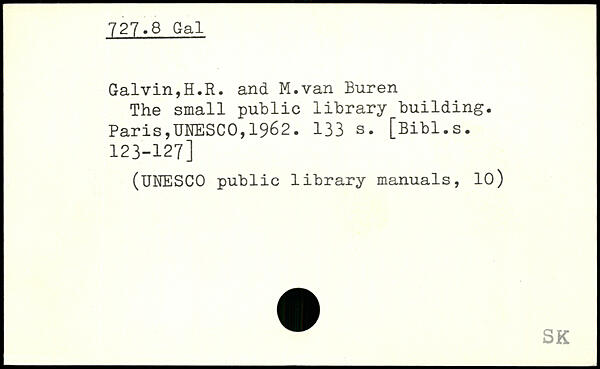 727.8 Gal
Galvin,H.R. and M.van Buren
The small public library building.
Paris,UNESCO,1962. 133 s. [Bibl.s.
123-127]
(UNESCO public library manuals, 10)
SK